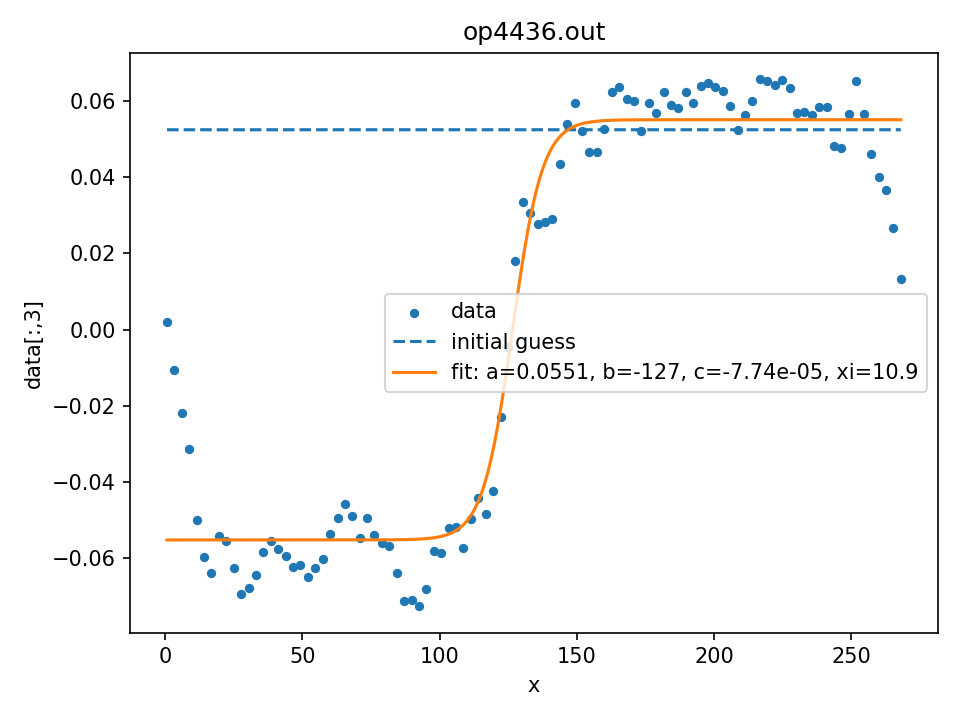 op4436.out
data[:,3]
0.06
0.04
0.02
0.00
−0.02
−0.04
−0.06
data
initial guess
fit: a=0.0551, b=-127, c=-7.74e-05, xi=10.9
0 50 100 150 200 250
x